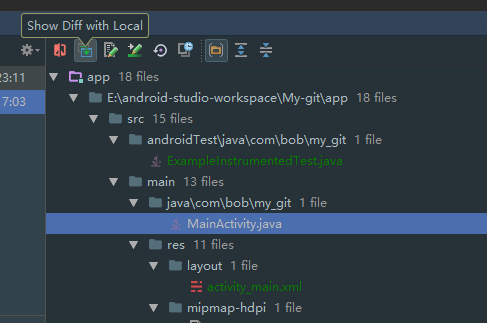 Show Diff with Local
23:11
app 18 files
7:03
E:\android-studio-workspace\My-git\app 18 files
src 15 files
androidTest\java\com\bob\my_git 1 file
ExampleInstrumentedTest.java
main 13 files
java\com\bob\my_git 1 file
MainActivity.java
res 11 files
layout 1 file
activity_main.xml
mipmap-hdpi 1 file